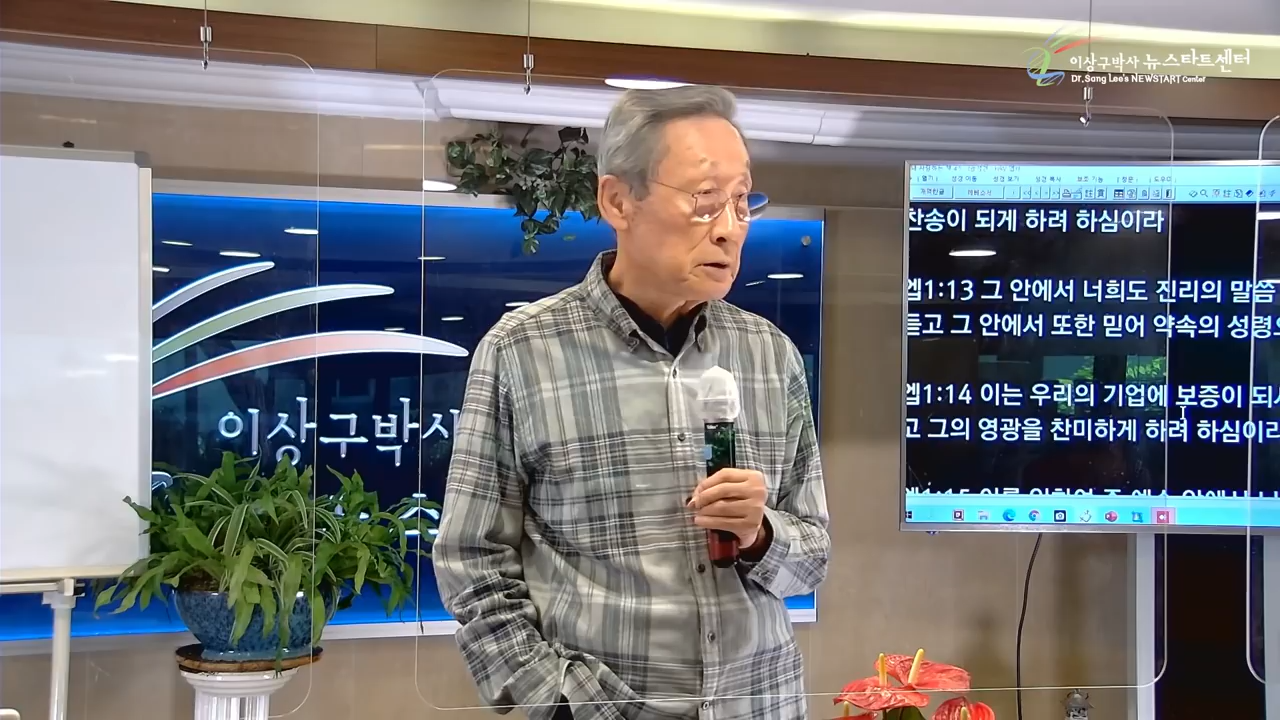 이상구박사 뉴스타트센터
Dr. Sang Lee's NEWSTART Center
이상구박사
찬송이 되게 하려 하심이라
엡1:13 그 안에서 너희도 진리의 말씀
듣고 그 안에서 또한 믿어 약속의 성령으
엡1:14 이는 우리의 기업에 보증이 되사
고 그의 영광을 찬미하게 하려 하심이라